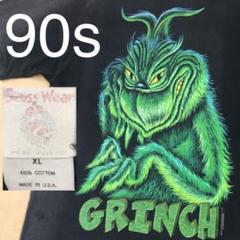 90s
Seuss Wear
XL
100% COTTON
MADE IN U.S.A.
GRINCH